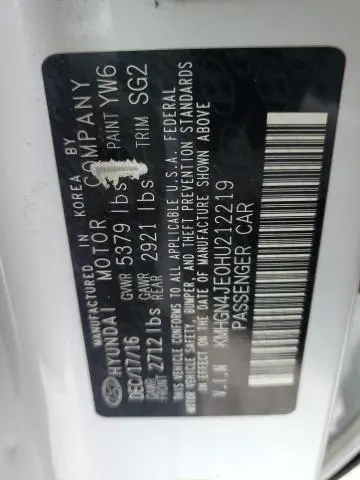 MANUFACTURED IN KOREA BY
HYUNDAI MOTOR COMPANY
DEC/17/16 GVWR 5379 lbs PAINT YW6
GAWR FRONT 2712 lbs GAWR REAR 2921 lbs TRIM SG2
THIS VEHICLE CONFORMS TO ALL APPLICABLE U.S.A. FEDERAL
MOTOR VEHICLE SAFETY, BUMPER, AND THEFT PREVENTION STANDARDS
IN EFFECT ON THE DATE OF MANUFACTURE SHOWN ABOVE.
V.I.N KMHGN4JE0HU212219
PASSENGER CAR